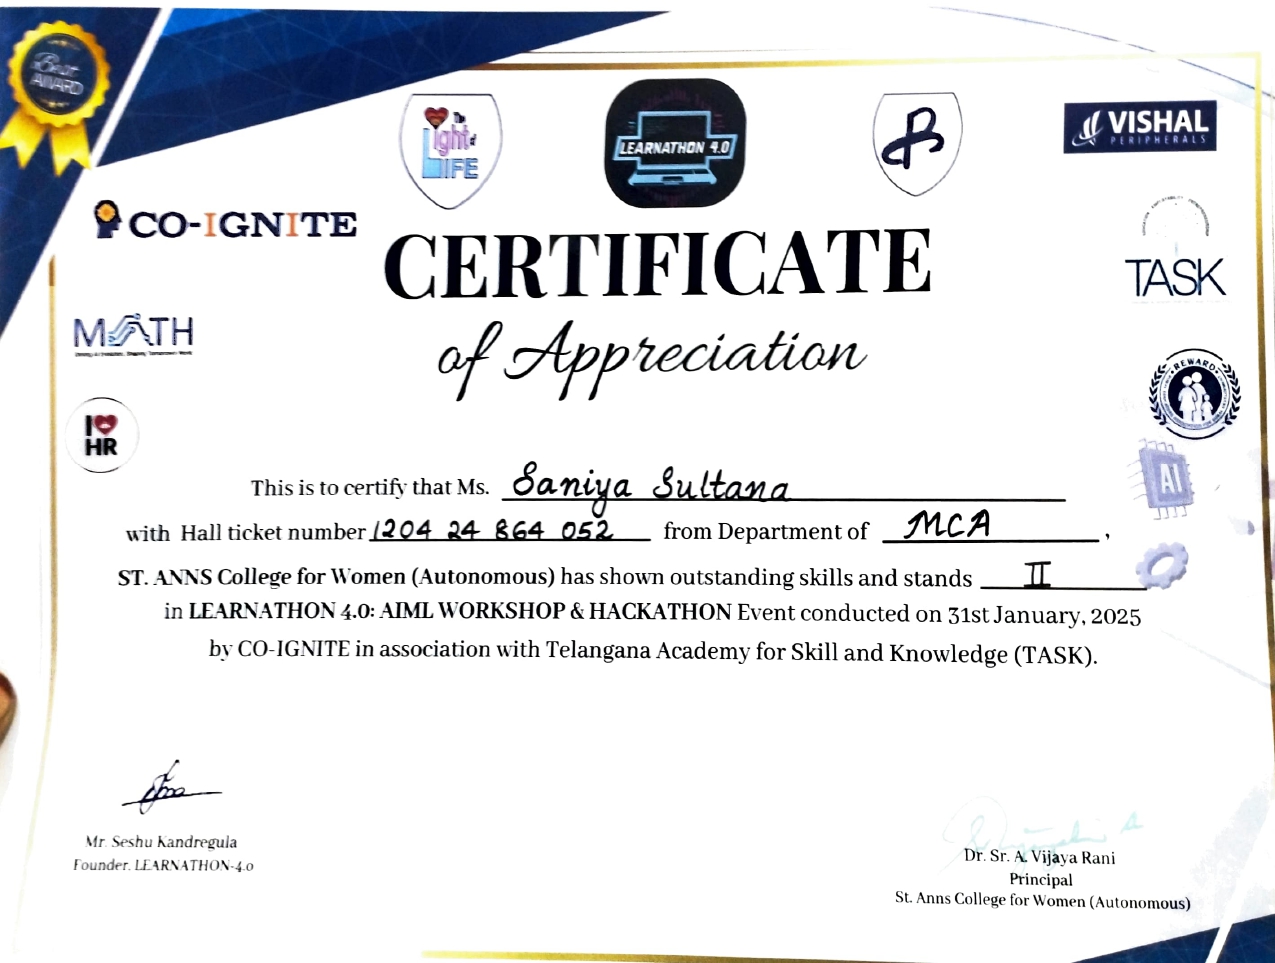 Best
AWARD
The
Light of
LIFE
LEARNATHON 4.0
VISHAL
PERIPHERALS
CO-IGNITE
CERTIFICATE
TASK
of Appreciation
MATH
REWARD
I
HR
AI
This is to certify that Ms. Saniya Sultana
with Hall ticket number 1204 24 864 052 from Department of MCA,
ST. ANNS College for Women (Autonomous) has shown outstanding skills and stands II
in LEARNATHON 4.0: AIML WORKSHOP & HACKATHON Event conducted on 31st January, 2025
by CO-IGNITE in association with Telangana Academy for Skill and Knowledge (TASK).
Mr. Seshu Kandregula
Founder. LEARNATHON-4.0
Dr. Sr. A. Vijaya Rani
Principal
St. Anns College for Women (Autonomous)